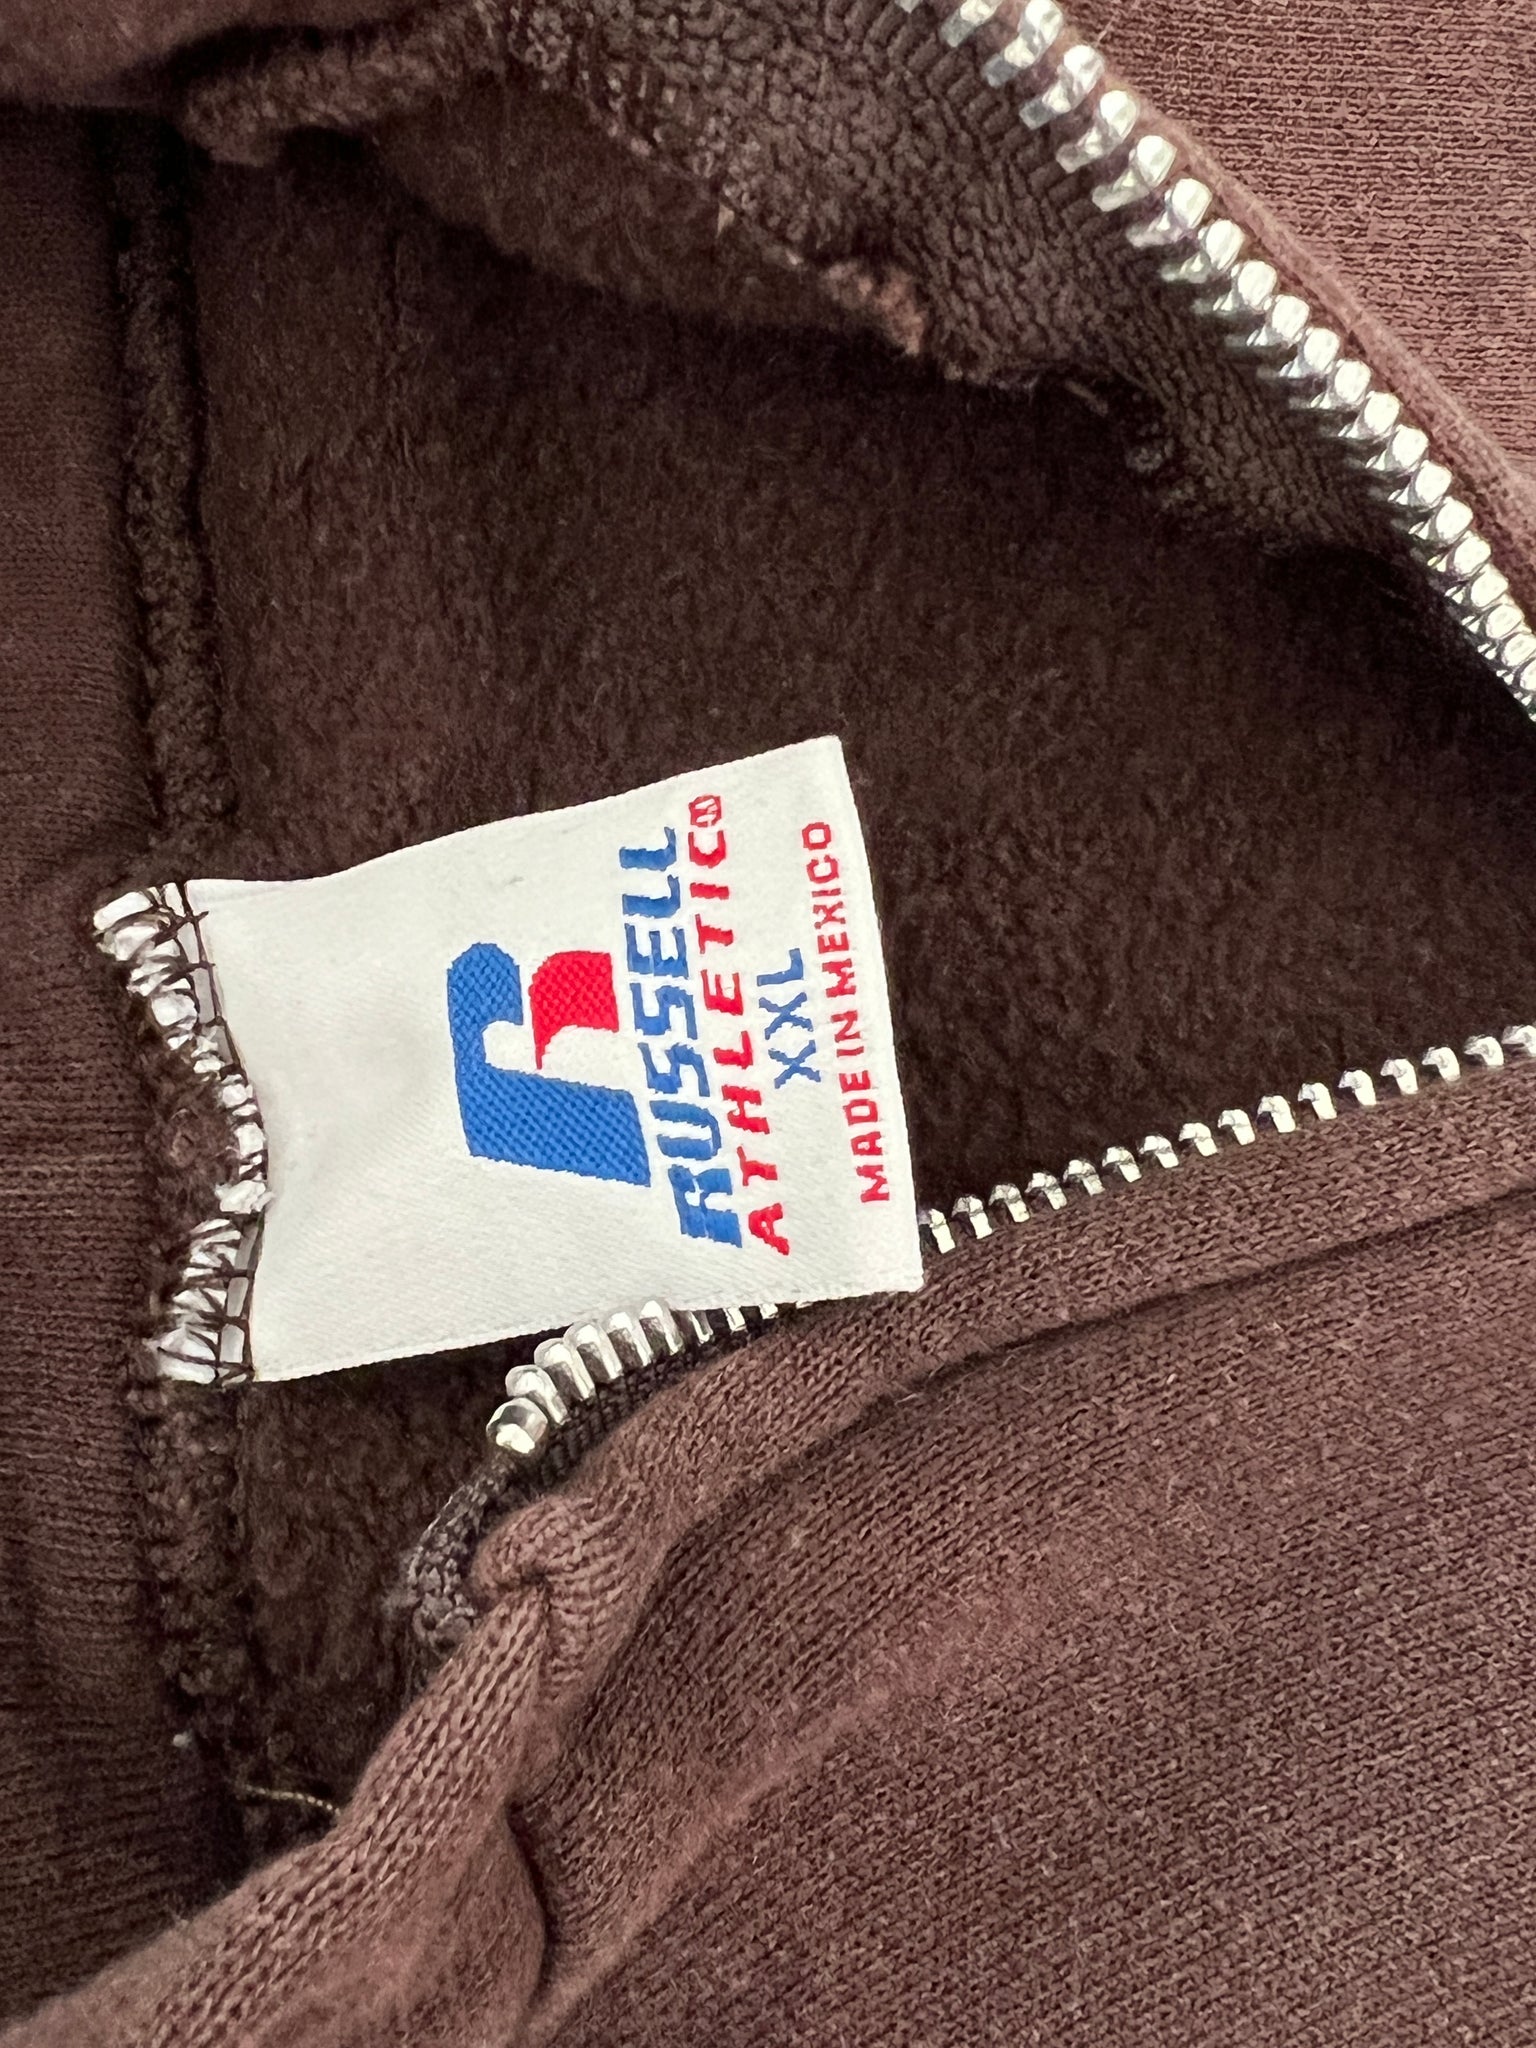 RUSSELL
ATHLETIC®
XXL
MADE IN MEXICO